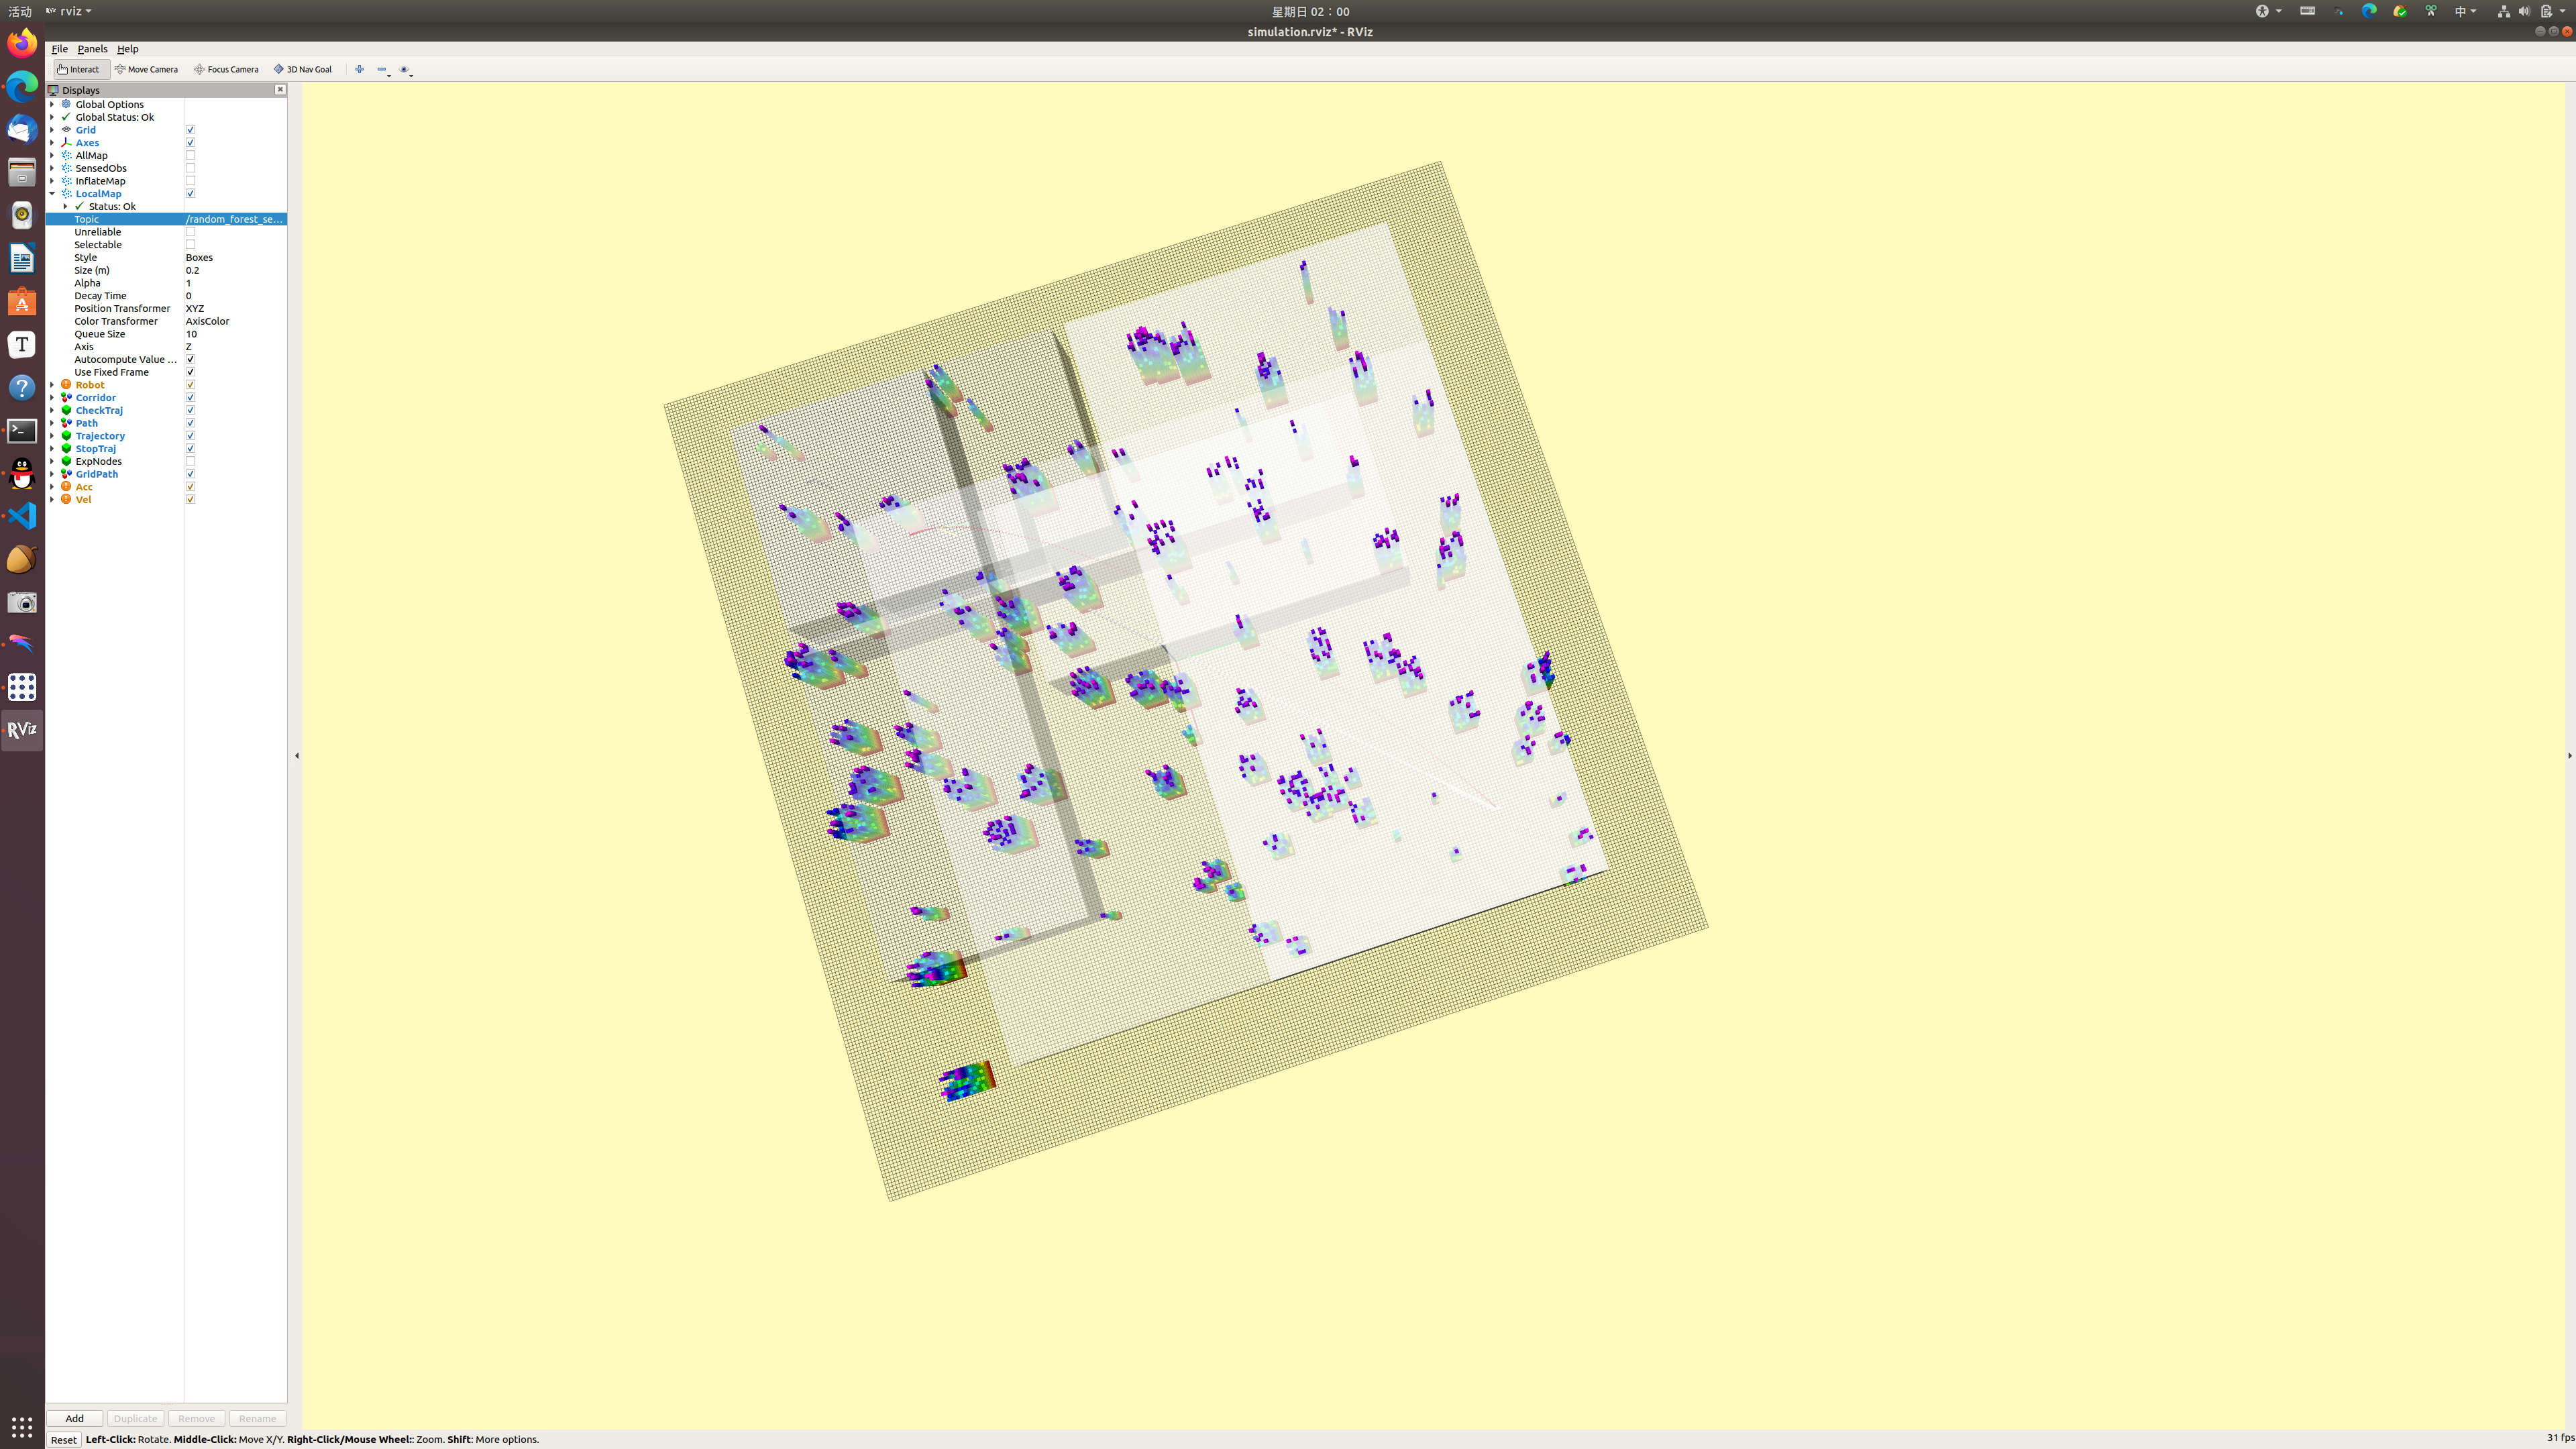 活动 rviz 星期日 02：00 中
simulation.rviz* - RViz
File Panels Help
Interact Move Camera Focus Camera 3D Nav Goal
Displays
Global Options
Global Status: Ok
Grid
Axes
AllMap
SensedObs
InflateMap
LocalMap
Status: Ok
Topic /random_forest_se...
Unreliable
Selectable
Style Boxes
Size (m) 0.2
Alpha 1
Decay Time 0
Position Transformer XYZ
Color Transformer AxisColor
Queue Size 10
Axis Z
Autocompute Value ...
Use Fixed Frame
Robot
Corridor
CheckTraj
Path
Trajectory
StopTraj
ExpNodes
GridPath
Acc
Vel
RViz
Add Duplicate Remove Rename
Reset Left-Click: Rotate. Middle-Click: Move X/Y. Right-Click/Mouse Wheel:: Zoom. Shift: More options. 31 fps